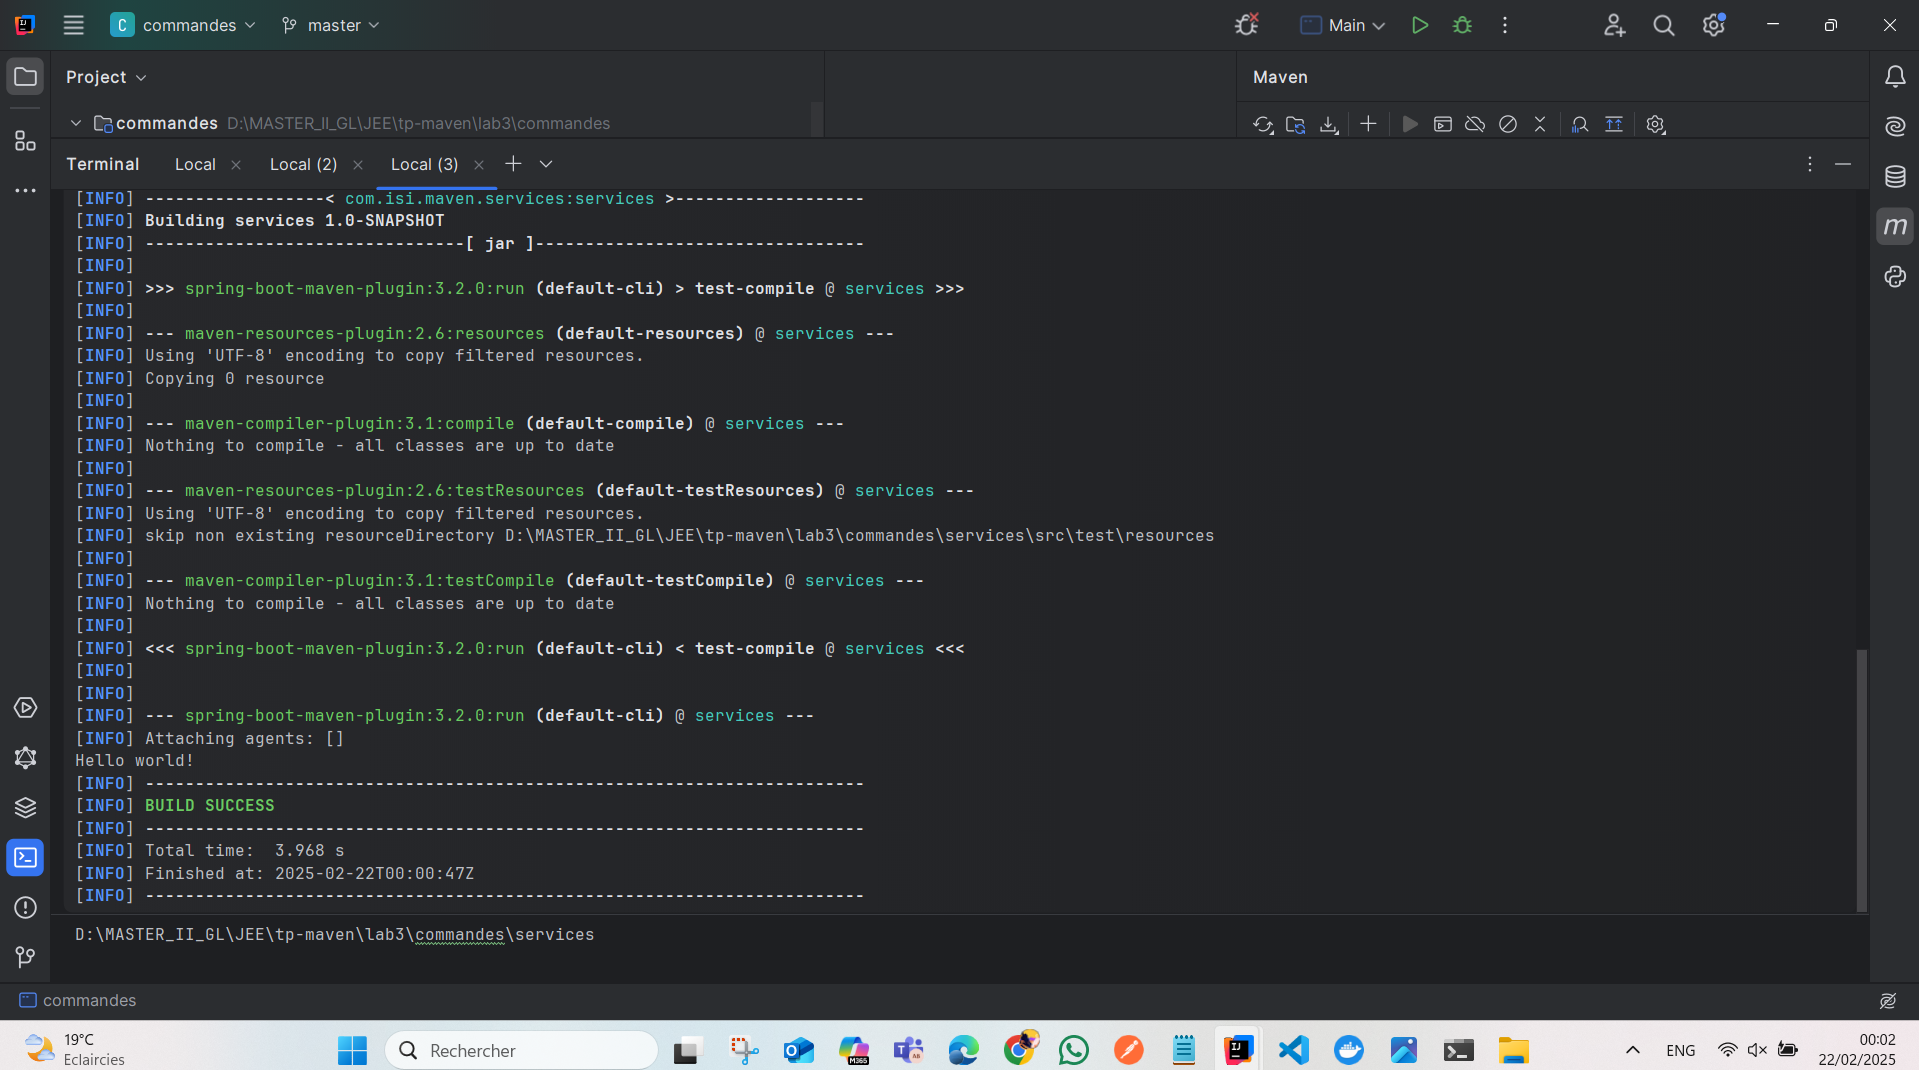 C commandes master Main
Project
Maven
commandes D:\MASTER_II_GL\JEE\tp-maven\lab3\commandes
Terminal Local Local (2) Local (3)
[INFO] ------------------< com.isi.maven.services:services >-------------------
[INFO] Building services 1.0-SNAPSHOT
[INFO] --------------------------------[ jar ]---------------------------------
[INFO]
[INFO] >>> spring-boot-maven-plugin:3.2.0:run (default-cli) > test-compile @ services >>>
[INFO]
[INFO] --- maven-resources-plugin:2.6:resources (default-resources) @ services ---
[INFO] Using 'UTF-8' encoding to copy filtered resources.
[INFO] Copying 0 resource
[INFO]
[INFO] --- maven-compiler-plugin:3.1:compile (default-compile) @ services ---
[INFO] Nothing to compile - all classes are up to date
[INFO]
[INFO] --- maven-resources-plugin:2.6:testResources (default-testResources) @ services ---
[INFO] Using 'UTF-8' encoding to copy filtered resources.
[INFO] skip non existing resourceDirectory D:\MASTER_II_GL\JEE\tp-maven\lab3\commandes\services\src\test\resources
[INFO]
[INFO] --- maven-compiler-plugin:3.1:testCompile (default-testCompile) @ services ---
[INFO] Nothing to compile - all classes are up to date
[INFO]
[INFO] <<< spring-boot-maven-plugin:3.2.0:run (default-cli) < test-compile @ services <<<
[INFO]
[INFO]
[INFO] --- spring-boot-maven-plugin:3.2.0:run (default-cli) @ services ---
[INFO] Attaching agents: []
Hello world!
[INFO] ------------------------------------------------------------------------
[INFO] BUILD SUCCESS
[INFO] ------------------------------------------------------------------------
[INFO] Total time:  3.968 s
[INFO] Finished at: 2025-02-22T00:00:47Z
[INFO] ------------------------------------------------------------------------
D:\MASTER_II_GL\JEE\tp-maven\lab3\commandes\services
commandes
19°C
Eclaircies
Rechercher
M365
ENG
00:02
22/02/2025